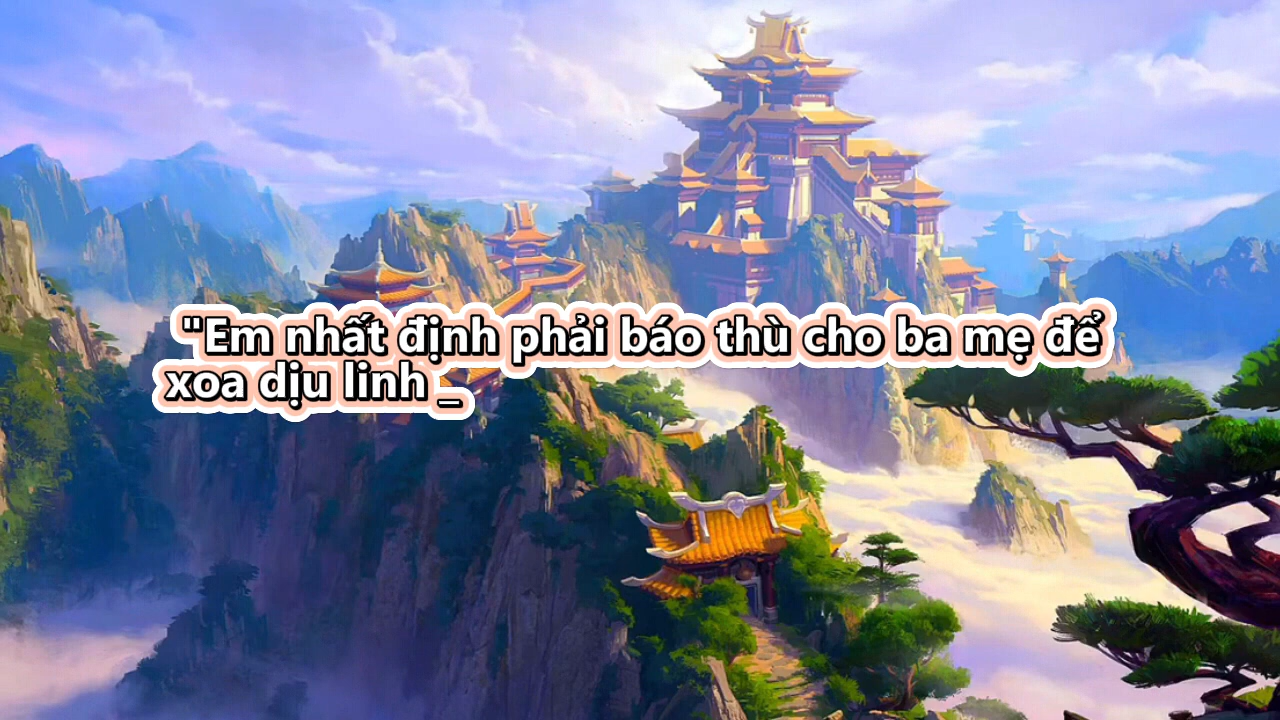 "Em nhất định phải báo thù cho ba mẹ để
xoa dịu linh _